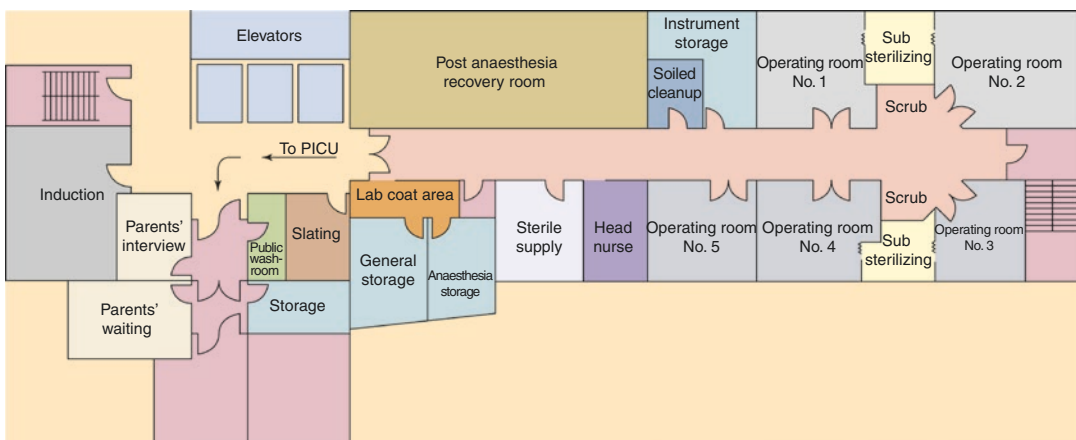 Elevators
Post anaesthesia
recovery room
Instrument
storage
Soiled
cleanup
Operating room
No. 1
Sub
sterilizing
Operating room
No. 2
Scrub
To PICU
Induction
Parents'
interview
Public
wash-
room
Slating
Lab coat area
General
storage
Anaesthesia
storage
Sterile
supply
Head
nurse
Operating room
No. 5
Operating room
No. 4
Scrub
Sub
sterilizing
Operating room
No. 3
Parents'
waiting
Storage